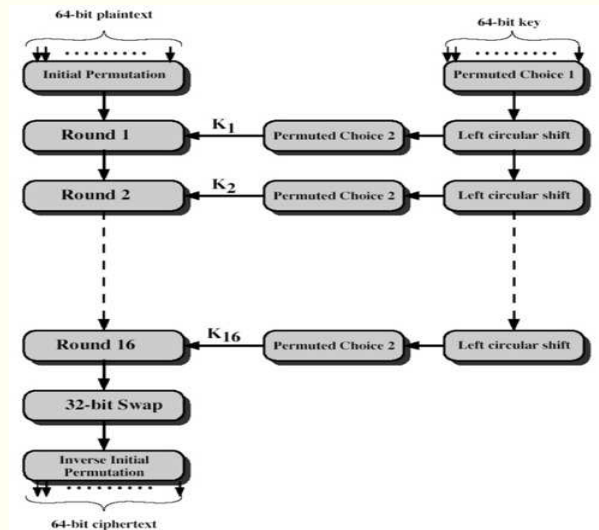 64-bit plaintext
64-bit key
Initial Permutation
Permuted Choice 1
Round 1
K1
Permuted Choice 2
Left circular shift
Round 2
K2
Permuted Choice 2
Left circular shift
Round 16
K16
Permuted Choice 2
Left circular shift
32-bit Swap
Inverse Initial
Permutation
64-bit ciphertext